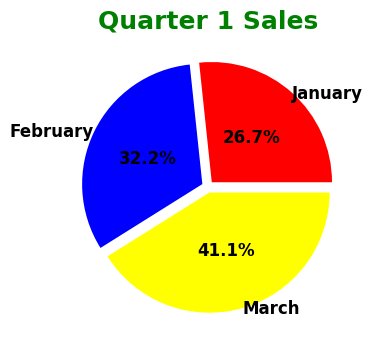 Quarter 1 Sales
January
26.7%
February
32.2%
41.1%
March